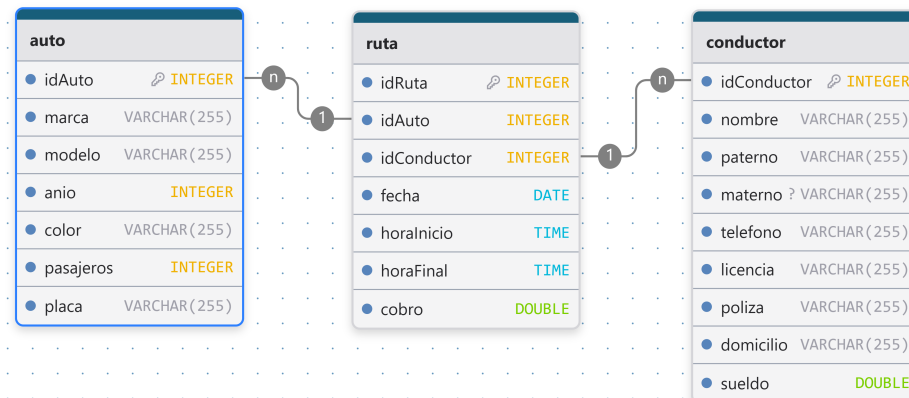 auto
idAuto INTEGER
marca VARCHAR(255)
modelo VARCHAR(255)
anio INTEGER
color VARCHAR(255)
pasajeros INTEGER
placa VARCHAR(255)
n
1
ruta
idRuta INTEGER
idAuto INTEGER
idConductor INTEGER
fecha DATE
horaInicio TIME
horaFinal TIME
cobro DOUBLE
n
1
conductor
idConductor INTEGER
nombre VARCHAR(255)
paterno VARCHAR(255)
materno ? VARCHAR(255)
telefono VARCHAR(255)
licencia VARCHAR(255)
poliza VARCHAR(255)
domicilio VARCHAR(255)
sueldo DOUBLE